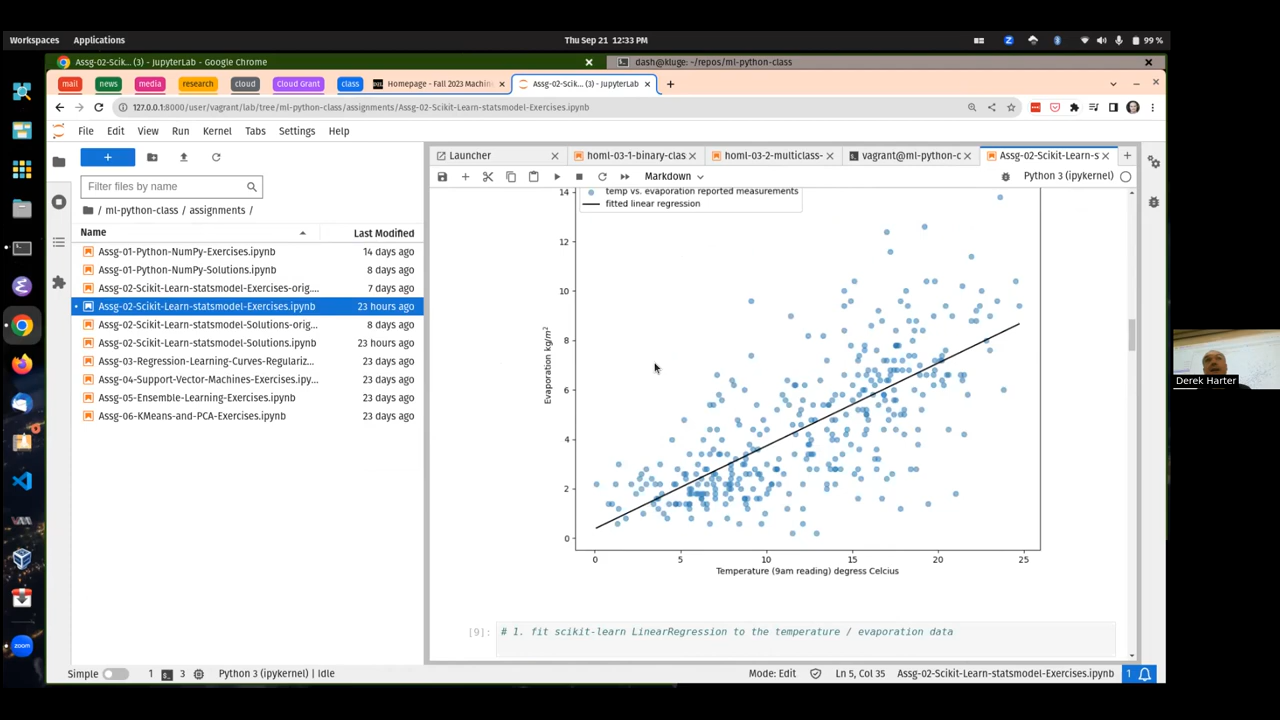 Workspaces Applications Thu Sep 21 12:33 PM 99 %
Assg-02-Scik... (3) - JupyterLab - Google Chrome
dash@kluge: ~/repos/ml-python-class
mail news media research cloud Cloud Grant class Homepage - Fall 2023 Machin Assg-02-Scik... (3) - JupyterLab
127.0.0.1:8000/user/vagrant/lab/tree/ml-python-class/assignments/Assg-02-Scikit-Learn-statsmodel-Exercises.ipynb
File Edit View Run Kernel Tabs Settings Help
Launcher homl-03-1-binary-clas homl-03-2-multiclass- vagrant@ml-python-c Assg-02-Scikit-Learn-s
Markdown Python 3 (ipykernel)
Filter files by name
/ ml-python-class / assignments /
Name Last Modified
Assg-01-Python-NumPy-Exercises.ipynb 14 days ago
Assg-01-Python-NumPy-Solutions.ipynb 8 days ago
Assg-02-Scikit-Learn-statsmodel-Exercises-orig... 7 days ago
Assg-02-Scikit-Learn-statsmodel-Exercises.ipynb 23 hours ago
Assg-02-Scikit-Learn-statsmodel-Solutions-orig... 8 days ago
Assg-02-Scikit-Learn-statsmodel-Solutions.ipynb 23 hours ago
Assg-03-Regression-Learning-Curves-Regulariz... 23 days ago
Assg-04-Support-Vector-Machines-Exercises.ipy... 23 days ago
Assg-05-Ensemble-Learning-Exercises.ipynb 23 days ago
Assg-06-KMeans-and-PCA-Exercises.ipynb 23 days ago
temp vs. evaporation reported measurements
fitted linear regression
14
12
10
8
6
4
2
0
Evaporation kg/m²
0 5 10 15 20 25
Temperature (9am reading) degress Celcius
[9]: # 1. fit scikit-learn LinearRegression to the temperature / evaporation data
Derek Harter
Simple 1 3 Python 3 (ipykernel) | Idle Mode: Edit Ln 5, Col 35 Assg-02-Scikit-Learn-statsmodel-Exercises.ipynb 1